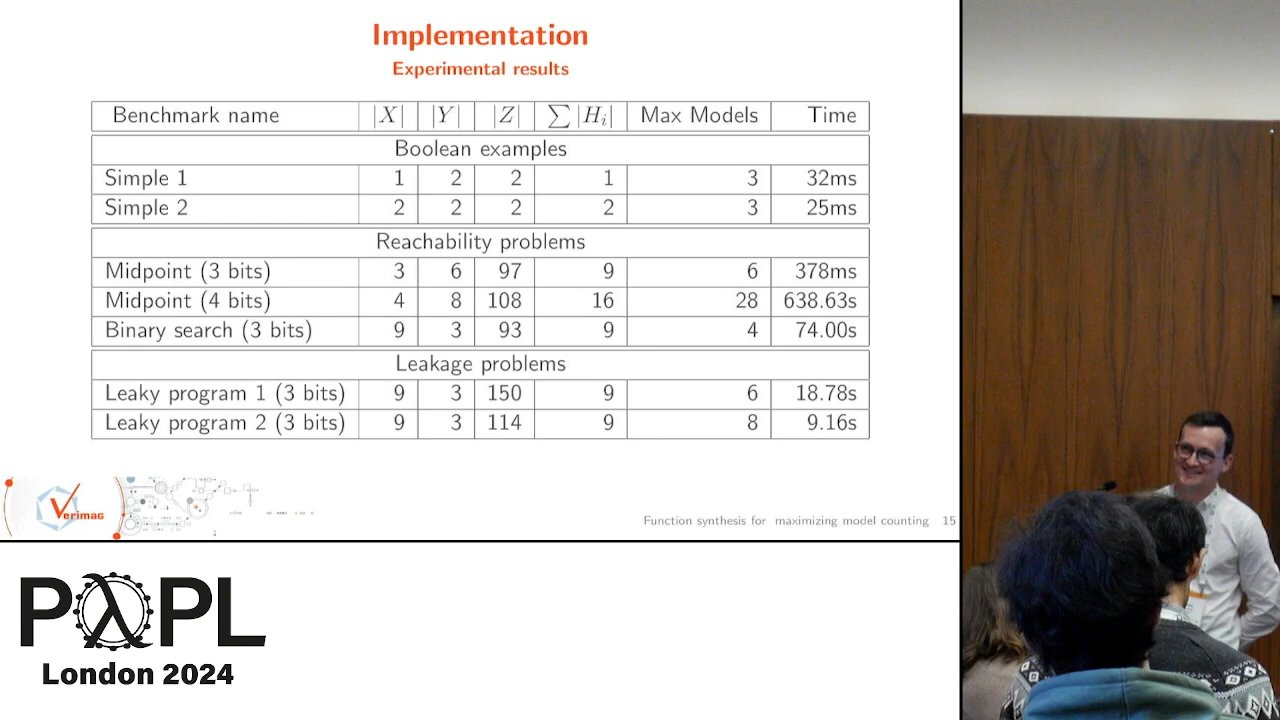 Implementation
Experimental results
Benchmark name |X| |Y| |Z| ∑|Hᵢ| Max Models Time
Boolean examples
Simple 1 1 2 2 1 3 32ms
Simple 2 2 2 2 2 3 25ms
Reachability problems
Midpoint (3 bits) 3 6 97 9 6 378ms
Midpoint (4 bits) 4 8 108 16 28 638.63s
Binary search (3 bits) 9 3 93 9 4 74.00s
Leakage problems
Leaky program 1 (3 bits) 9 3 150 9 6 18.78s
Leaky program 2 (3 bits) 9 3 114 9 8 9.16s
Verimag
Function synthesis for maximizing model counting 15
PλPL
London 2024